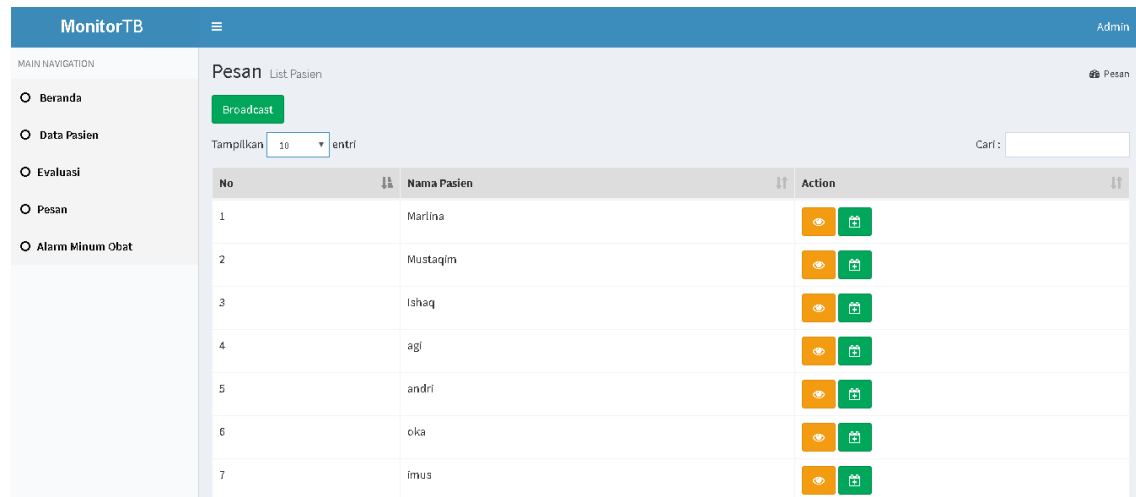 MonitorTB
Admin
MAIN NAVIGATION
Beranda
Data Pasien
Evaluasi
Pesan
Alarm Minum Obat
Pesan List Pasien
Pesan
Broadcast
Tampilkan 10 entri
Cari :
No Nama Pasien Action
1 Marlina
2 Mustaqim
3 Ishaq
4 agi
5 andri
6 oka
7 imus